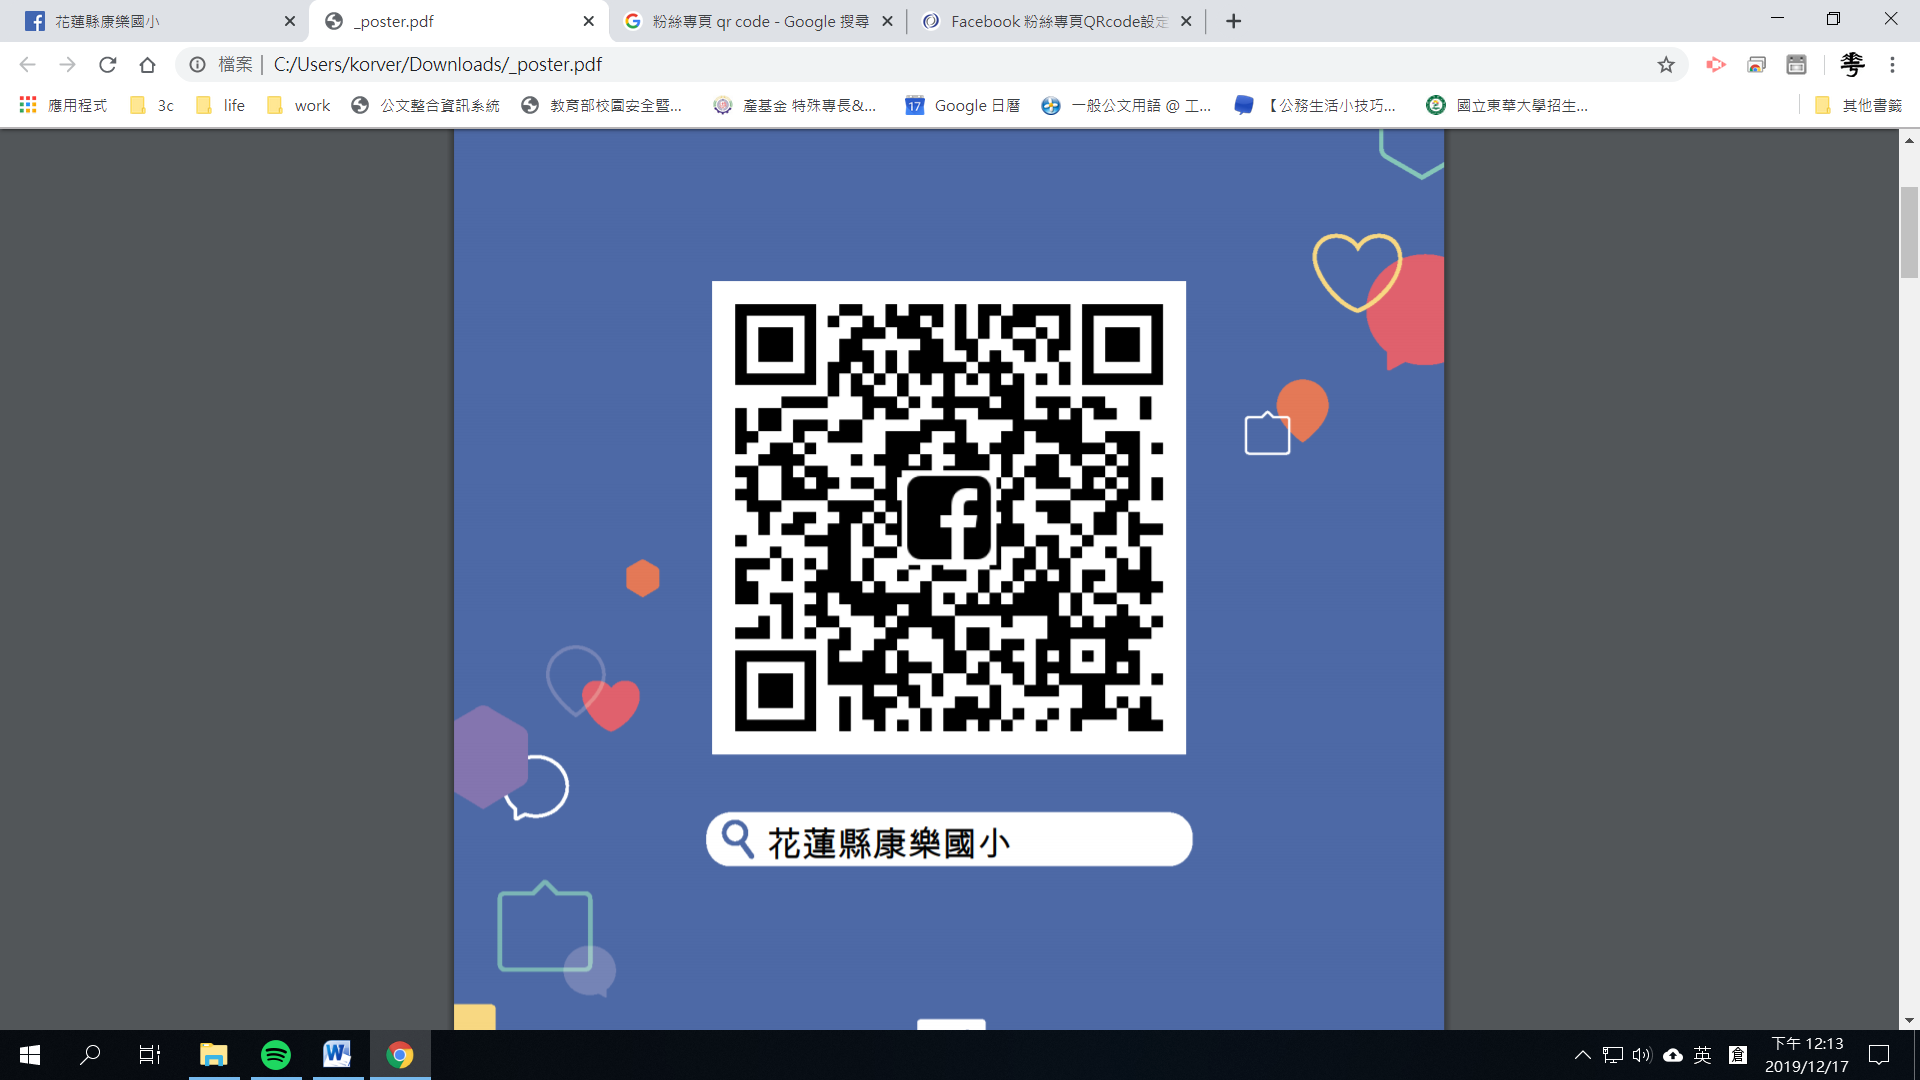 花蓮縣康樂國小
_poster.pdf
粉絲專頁 qr code - Google 搜尋
Facebook 粉絲專頁QRcode設定
檔案
C:/Users/korver/Downloads/_poster.pdf
應用程式
3c
life
work
公文整合資訊系統
教育部校園安全暨...
產基金 特殊專長&...
17
Google 日曆
一般公文用語 @ 工...
【公務生活小技巧...
國立東華大學招生...
其他書籤
花蓮縣康樂國小
英
倉
下午 12:13
2019/12/17